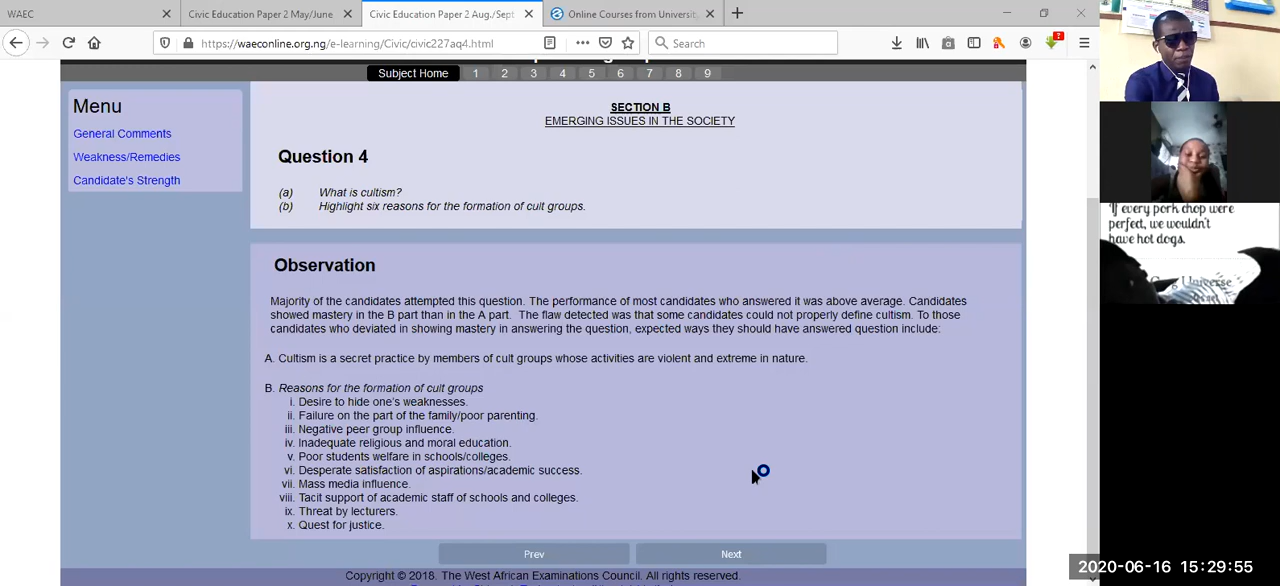 WAEC
Civic Education Paper 2 May/June
Civic Education Paper 2 Aug./Sept
Online Courses from Universit
https://waeconline.org.ng/e-learning/Civic/civic227aq4.html
Search
Subject Home 1 2 3 4 5 6 7 8 9
Menu
General Comments
Weakness/Remedies
Candidate's Strength
SECTION B
EMERGING ISSUES IN THE SOCIETY
Question 4
(a) What is cultism?
(b) Highlight six reasons for the formation of cult groups.
Observation
Majority of the candidates attempted this question. The performance of most candidates who answered it was above average. Candidates
showed mastery in the B part than in the A part. The flaw detected was that some candidates could not properly define cultism. To those
candidates who deviated in showing mastery in answering the question, expected ways they should have answered question include:
A. Cultism is a secret practice by members of cult groups whose activities are violent and extreme in nature.
B. Reasons for the formation of cult groups
i. Desire to hide one's weaknesses.
ii. Failure on the part of the family/poor parenting.
iii. Negative peer group influence.
iv. Inadequate religious and moral education.
v. Poor students welfare in schools/colleges.
vi. Desperate satisfaction of aspirations/academic success.
vii. Mass media influence.
viii. Tacit support of academic staff of schools and colleges.
ix. Threat by lecturers.
x. Quest for justice.
Prev
Next
Copyright © 2018. The West African Examinations Council. All rights reserved.
If every pork chop were
perfect, we wouldn't
have hot dogs.
Universe
2020-06-16 15:29:55